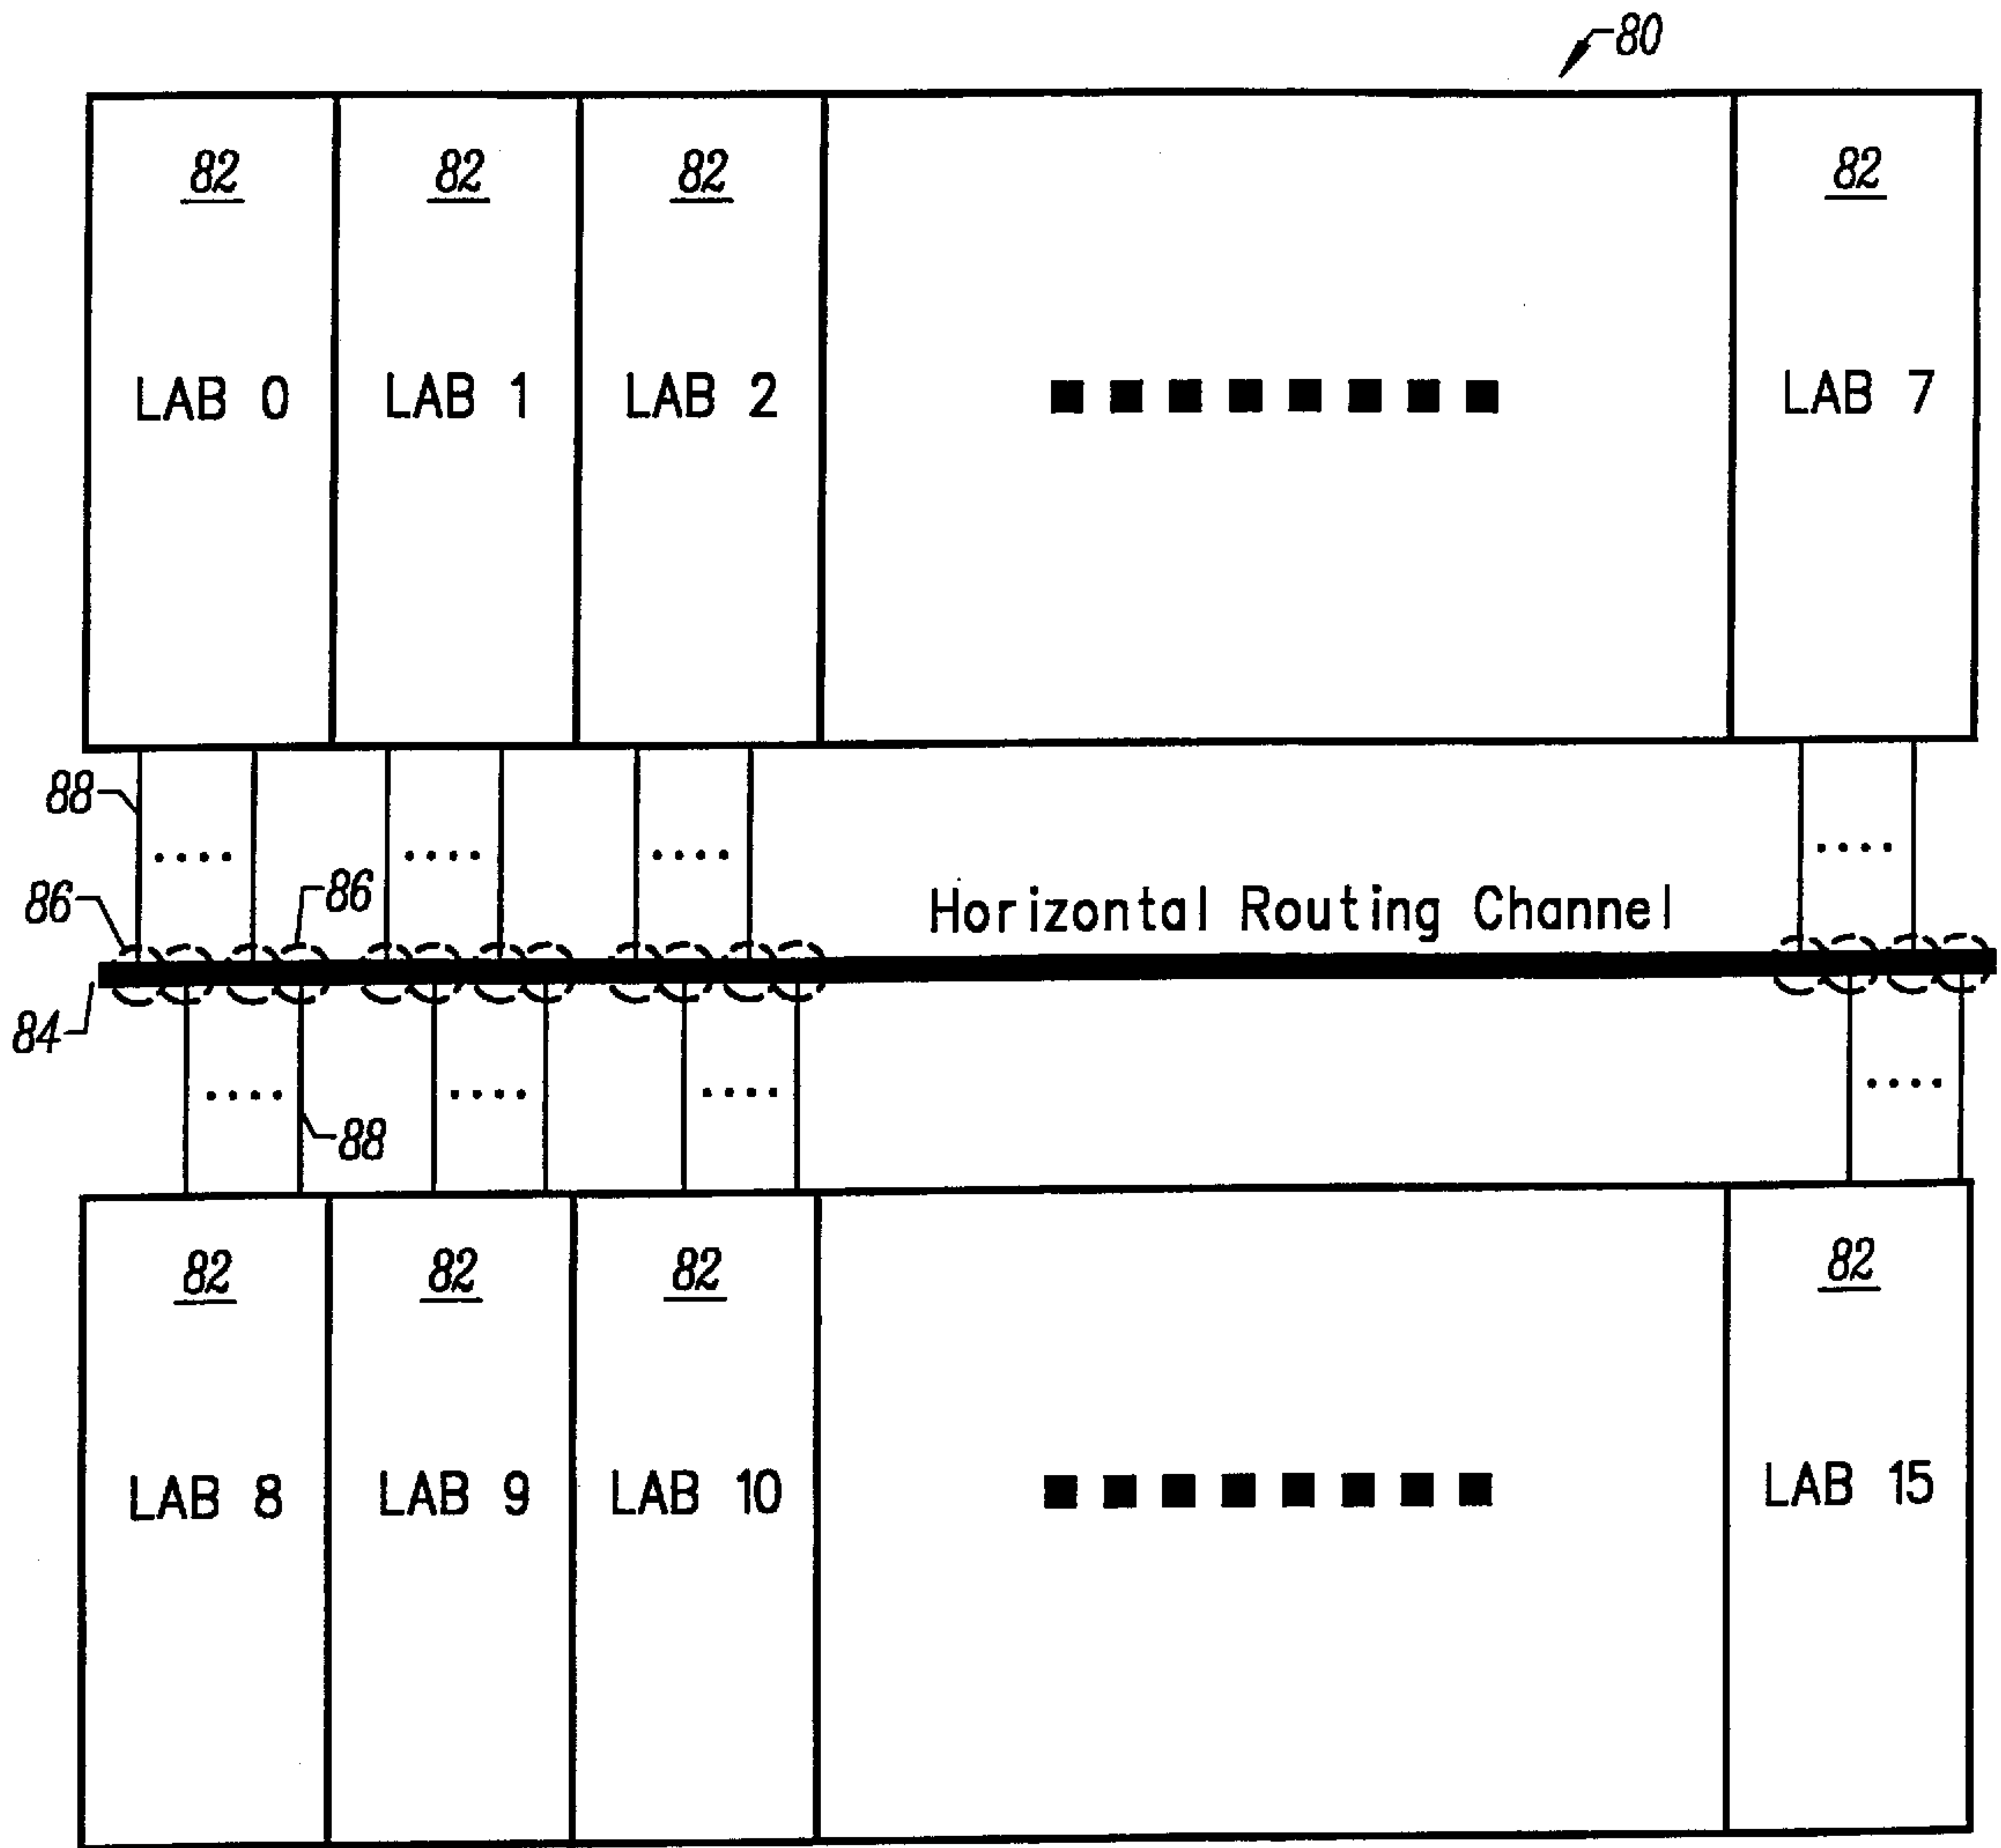 80
82 82 82 82
LAB 0 LAB 1 LAB 2 LAB 7
88
86 86
Horizontal Routing Channel
84
88
82 82 82 82
LAB 8 LAB 9 LAB 10 LAB 15